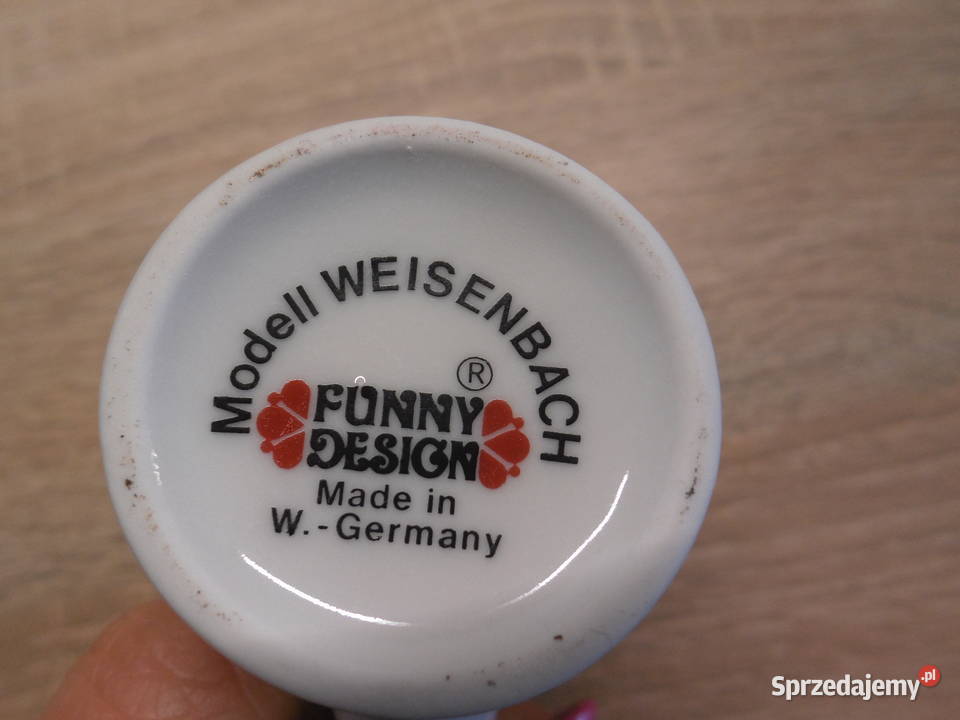 Modell WEISENBACH
®
FUNNY
DESIGN
Made in
W.-Germany
Sprzedajemy.pl